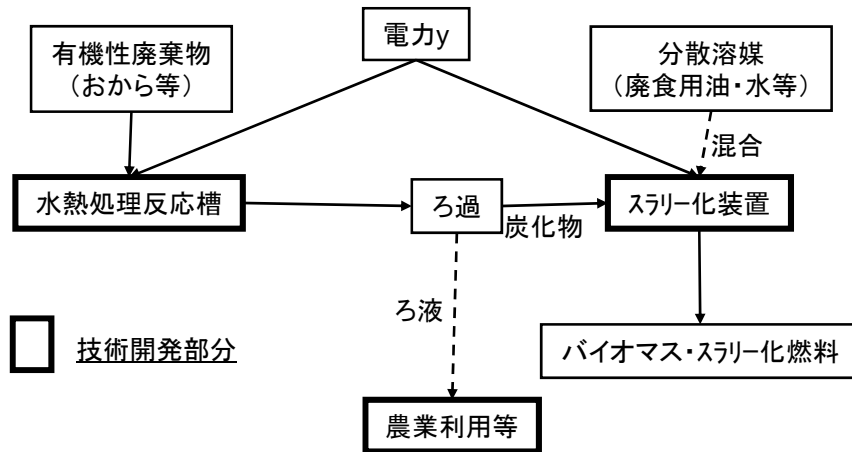 電力y
有機性廃棄物
（おから等）
分散溶媒
（廃食用油・水等）
混合
水熱処理反応槽
ろ過
炭化物
スラリー化装置
ろ液
技術開発部分
バイオマス・スラリー化燃料
農業利用等